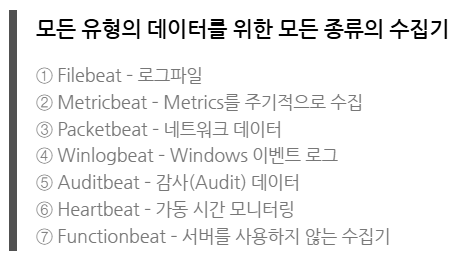 모든 유형의 데이터를 위한 모든 종류의 수집기
① Filebeat - 로그파일
② Metricbeat - Metrics를 주기적으로 수집
③ Packetbeat - 네트워크 데이터
④ Winlogbeat - Windows 이벤트 로그
⑤ Auditbeat - 감사(Audit) 데이터
⑥ Heartbeat - 가동 시간 모니터링
⑦ Functionbeat - 서버를 사용하지 않는 수집기